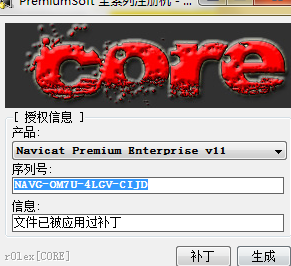 PremiumSoft 全系列注册机 - ...
core
[ 授权信息 ]
产品:
Navicat Premium Enterprise v11
序列号:
NAVG-OM7U-4LGV-CIJD
信息:
文件已被应用过补丁
r0lex[CORE]
补丁
生成